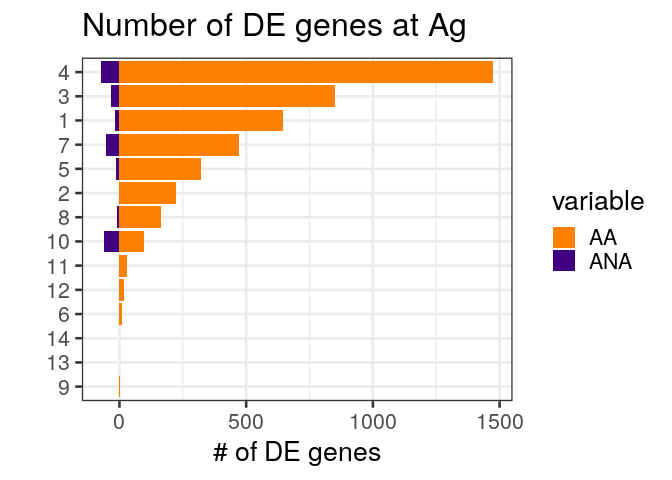 Number of DE genes at Ag
4
3
1
7
5
2
8
10
11
12
6
14
13
9
0 500 1000 1500
# of DE genes
variable
AA
ANA